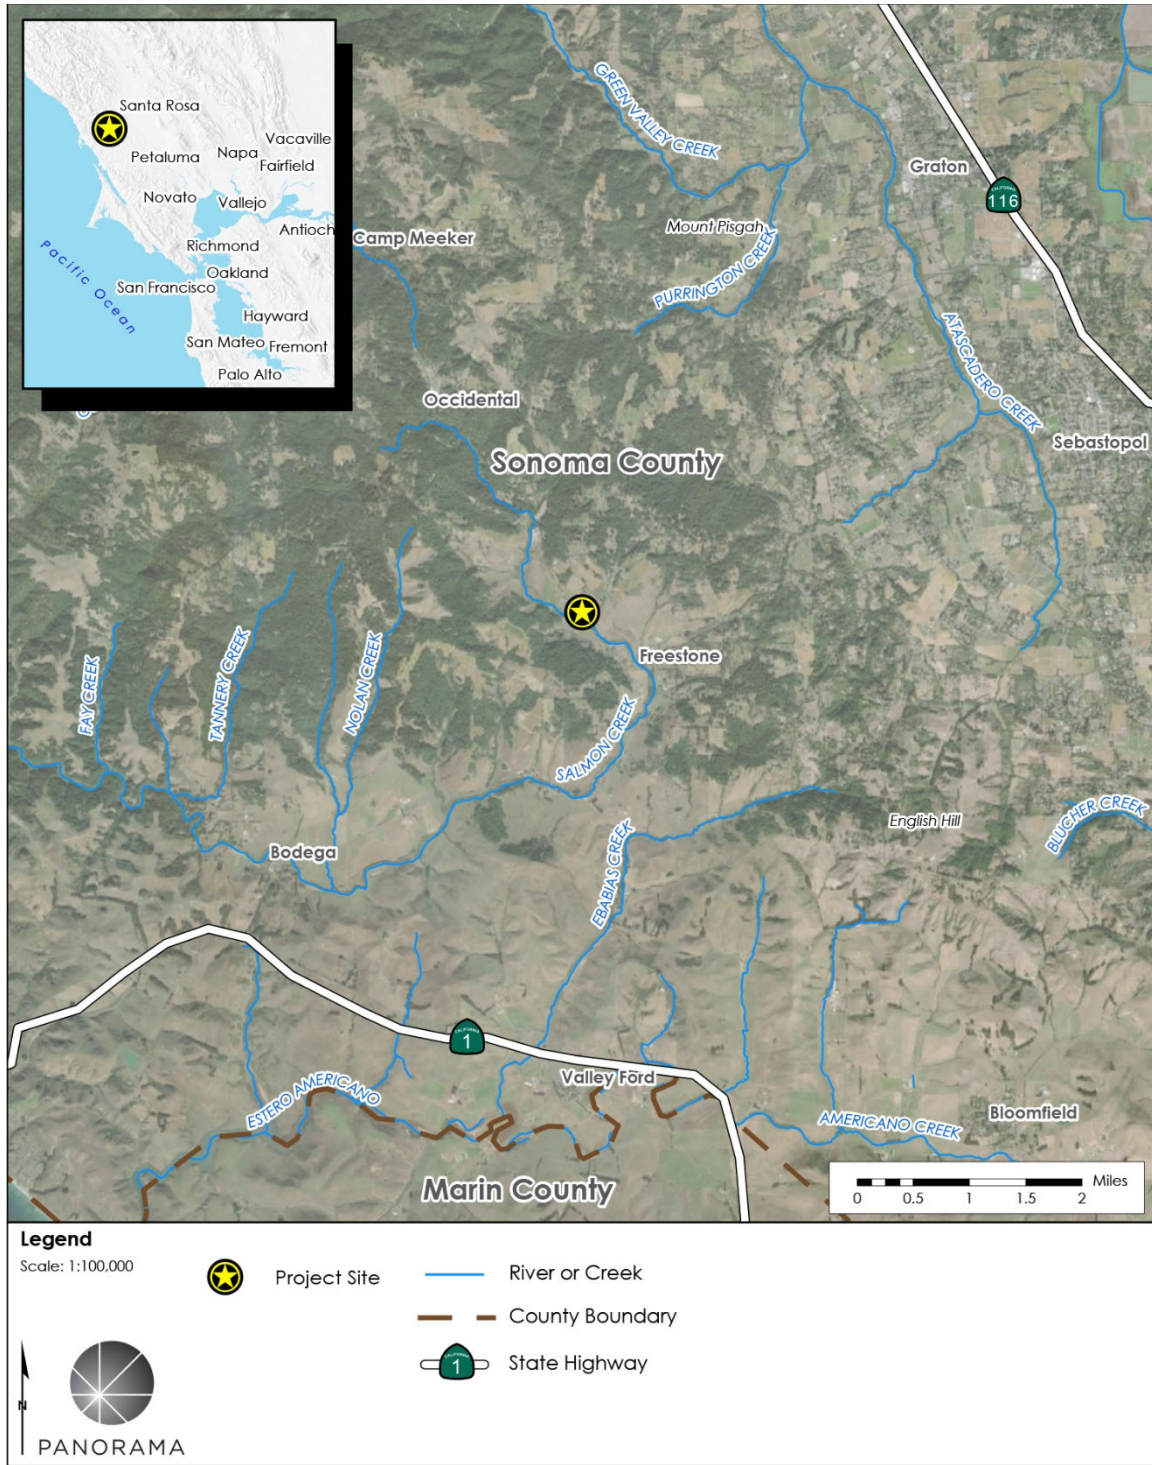 Santa Rosa
Vacaville
Napa
Petaluma
Fairfield
Novato
Vallejo
Antioch
Richmond
Pacific Ocean
Oakland
San Francisco
Hayward
San Mateo
Fremont
Palo Alto
GREEN VALLEY CREEK
Graton
CALIFORNIA
116
Mount Pisgah
Camp Meeker
PURRINGTON CREEK
ATASCADERO CREEK
Occidental
Sebastopol
Sonoma County
Freestone
FAY CREEK
TANNERY CREEK
NOLAN CREEK
SALMON CREEK
English Hill
BLUCHER CREEK
Bodega
EBABIAS CREEK
CALIFORNIA
1
Valley Ford
ESTERO AMERICANO
AMERICANO CREEK
Bloomfield
Marin County
Miles
0 0.5 1 1.5 2
Legend
Scale: 1:100,000
Project Site
River or Creek
County Boundary
CALIFORNIA
1
State Highway
N
PANORAMA